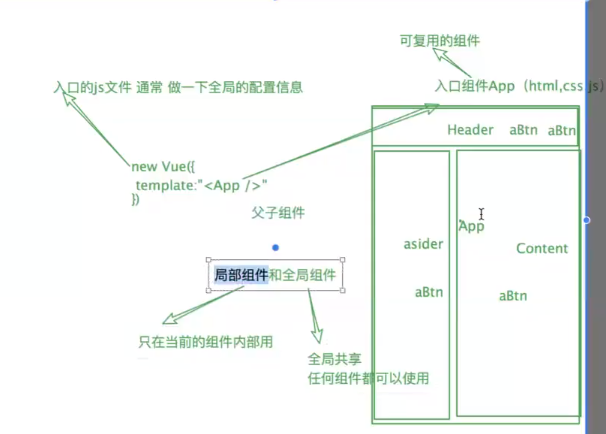 可复用的组件
入口的js文件 通常 做一下全局的配置信息
入口组件App（html,css js）
Header aBtn aBtn
new Vue({
template:"<App />"
})
父子组件
App
asider
Content
局部组件和全局组件
aBtn
aBtn
只在当前的组件内部用
全局共享
任何组件都可以使用